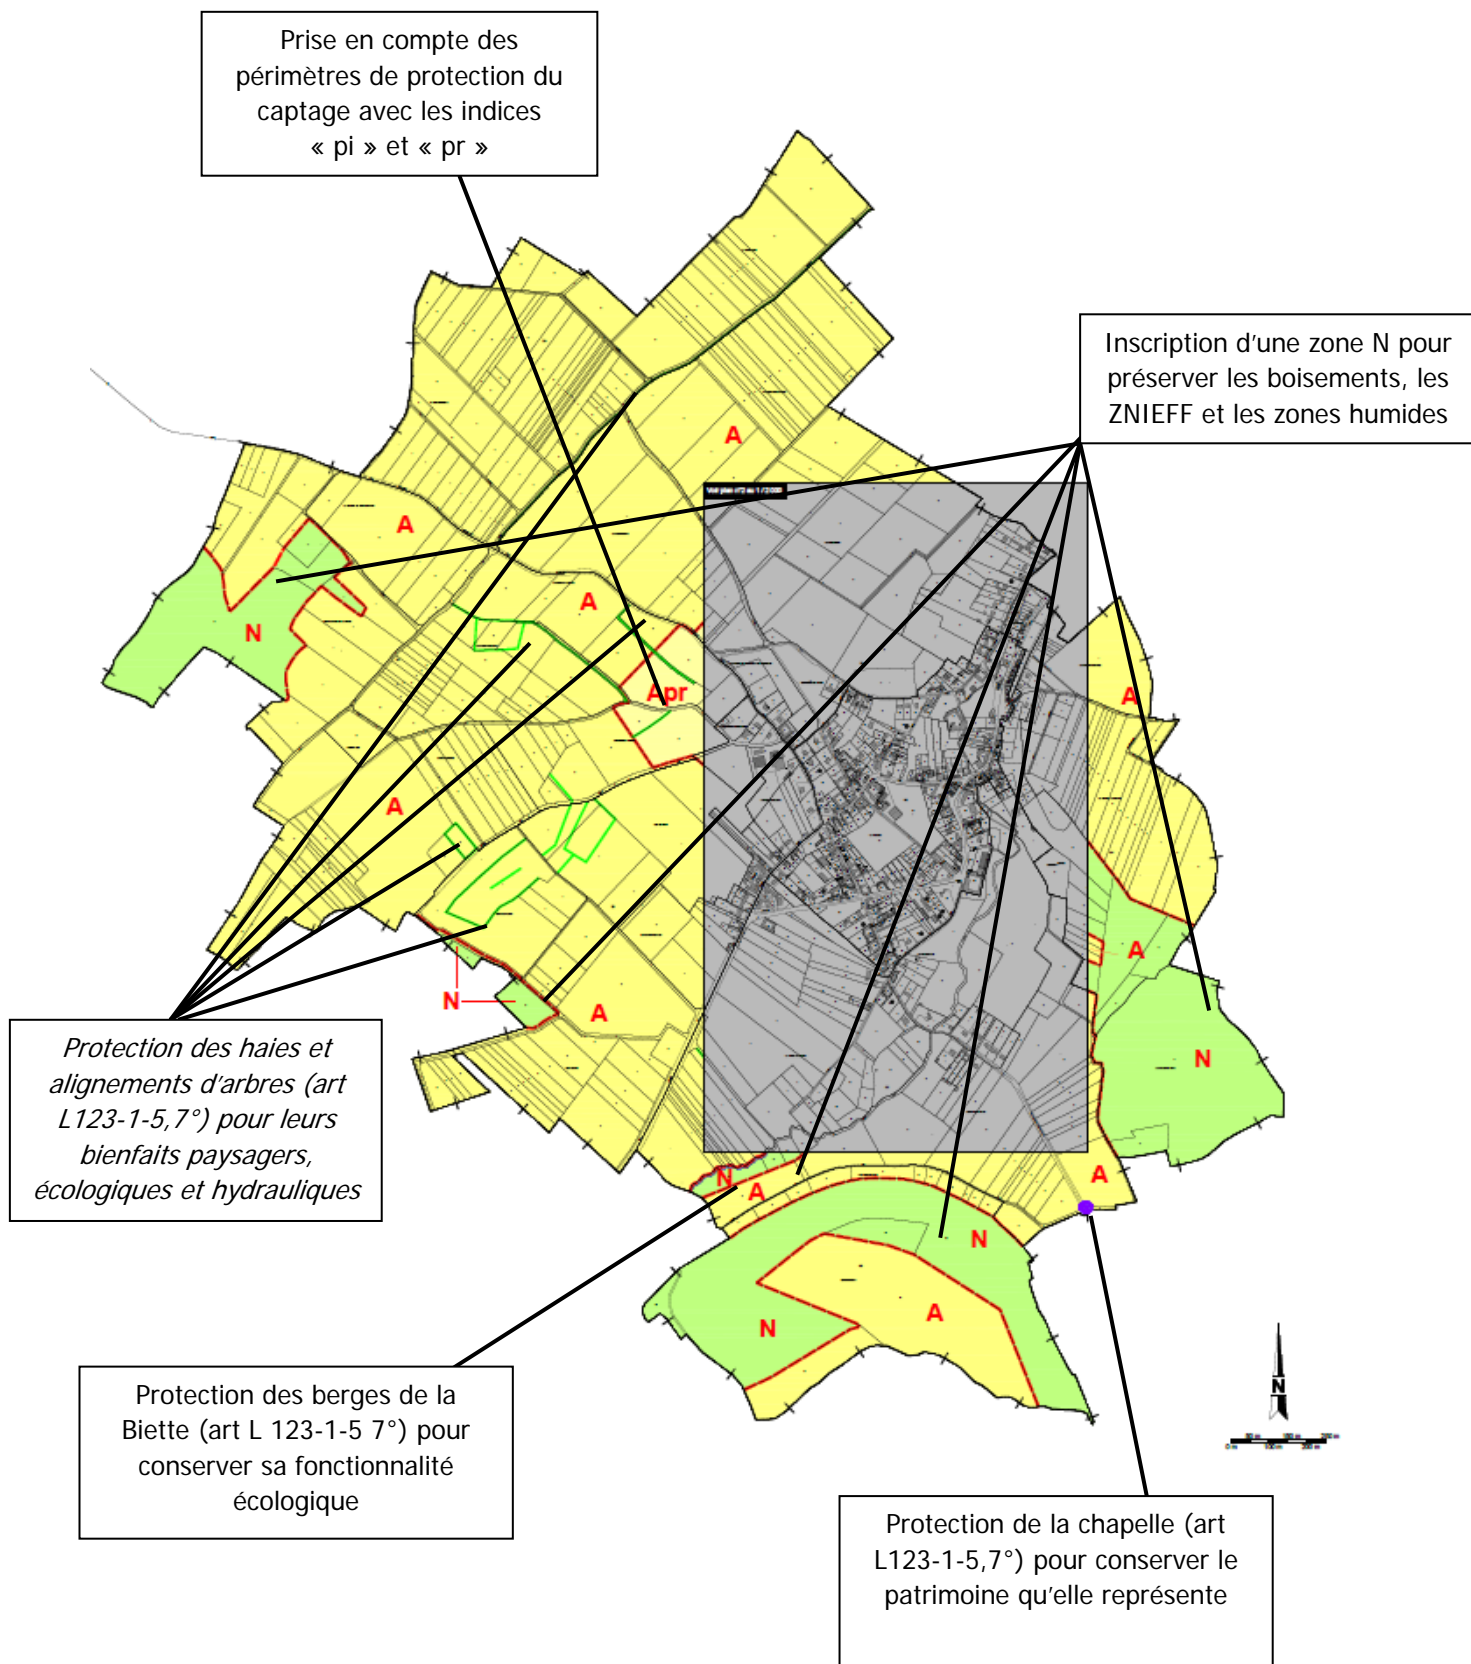 Prise en compte des
périmètres de protection du
captage avec les indices
« pi » et « pr »
Inscription d'une zone N pour
préserver les boisements, les
ZNIEFF et les zones humides
A
A
A
N
Apr
A
A
A
N
N
A
A
N
A
N
A
N
A
N
Protection des haies et
alignements d'arbres (art
L123-1-5,7°) pour leurs
bienfaits paysagers,
écologiques et hydrauliques
Protection des berges de la
Biette (art L 123-1-5 7°) pour
conserver sa fonctionnalité
écologique
Protection de la chapelle (art
L123-1-5,7°) pour conserver le
patrimoine qu'elle représente
N